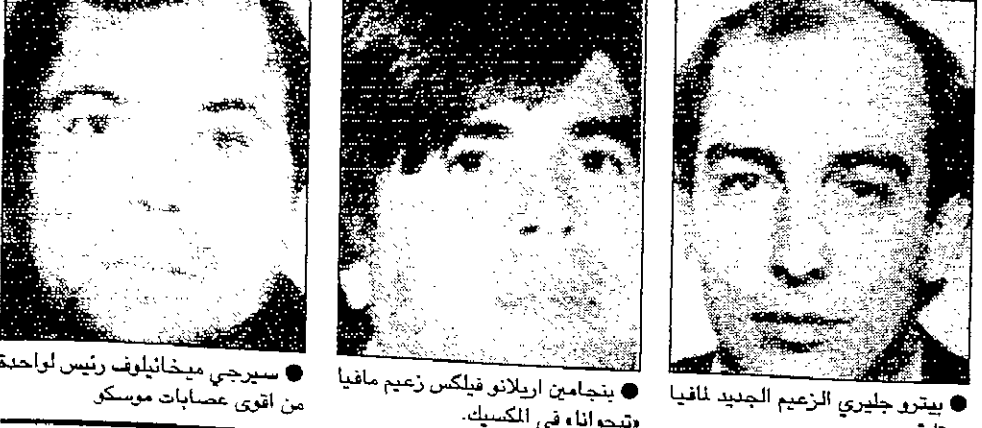 ● بيترو جليري الزعيم الجديد لمافيا
● بنجامين اريلانو فيلكس زعيم مافيا
«تيجوانا» في المكسيك.
● سيرجي ميخائيلوف رئيس لواحدة
من اقوى عصابات موسكو